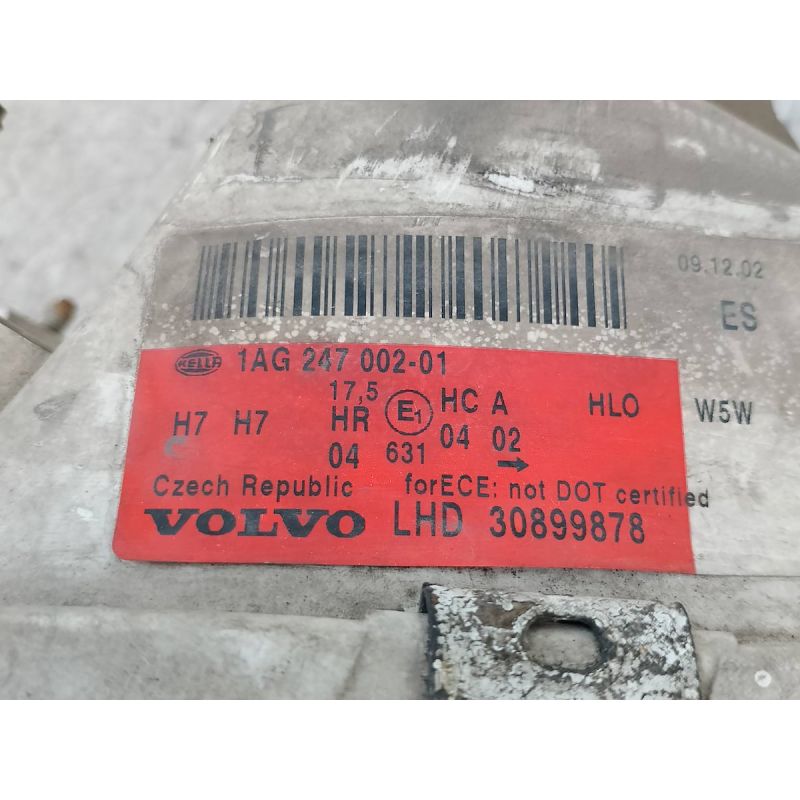 09.12.02
ES
HELLA 1AG 247 002-01
17,5
H7 H7 HR E1 HC A HLO W5W
04 631 04 02 →
Czech Republic forECE: not DOT certified
VOLVO LHD 30899878